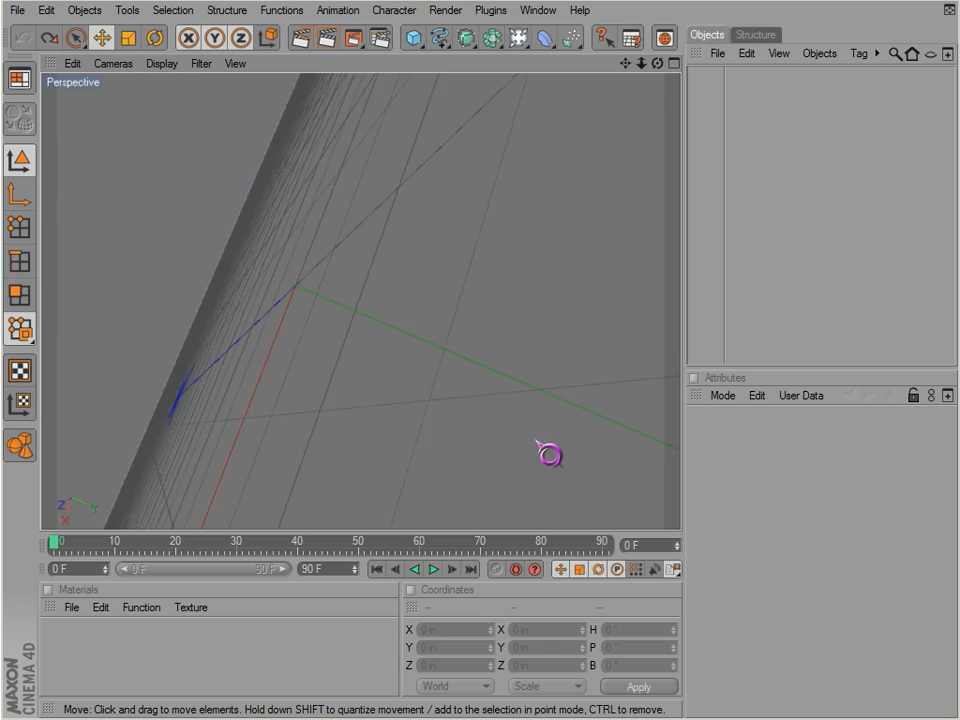 File Edit Objects Tools Selection Structure Functions Animation Character Render Plugins Window Help
X Y Z
Objects Structure
File Edit View Objects Tag
Edit Cameras Display Filter View
Perspective
Z Y
X
Attributes
Mode Edit User Data
0 10 20 30 40 50 60 70 80 90 0 F
0 F 0 F 90 F 90 F
P
Materials
File Edit Function Texture
Coordinates
– – –
X 0 in X 0 in H 0 °
Y 0 in Y 0 in P 0 °
Z 0 in Z 0 in B 0 °
World Scale Apply
MAXON
CINEMA 4D
Move: Click and drag to move elements. Hold down SHIFT to quantize movement / add to the selection in point mode, CTRL to remove.